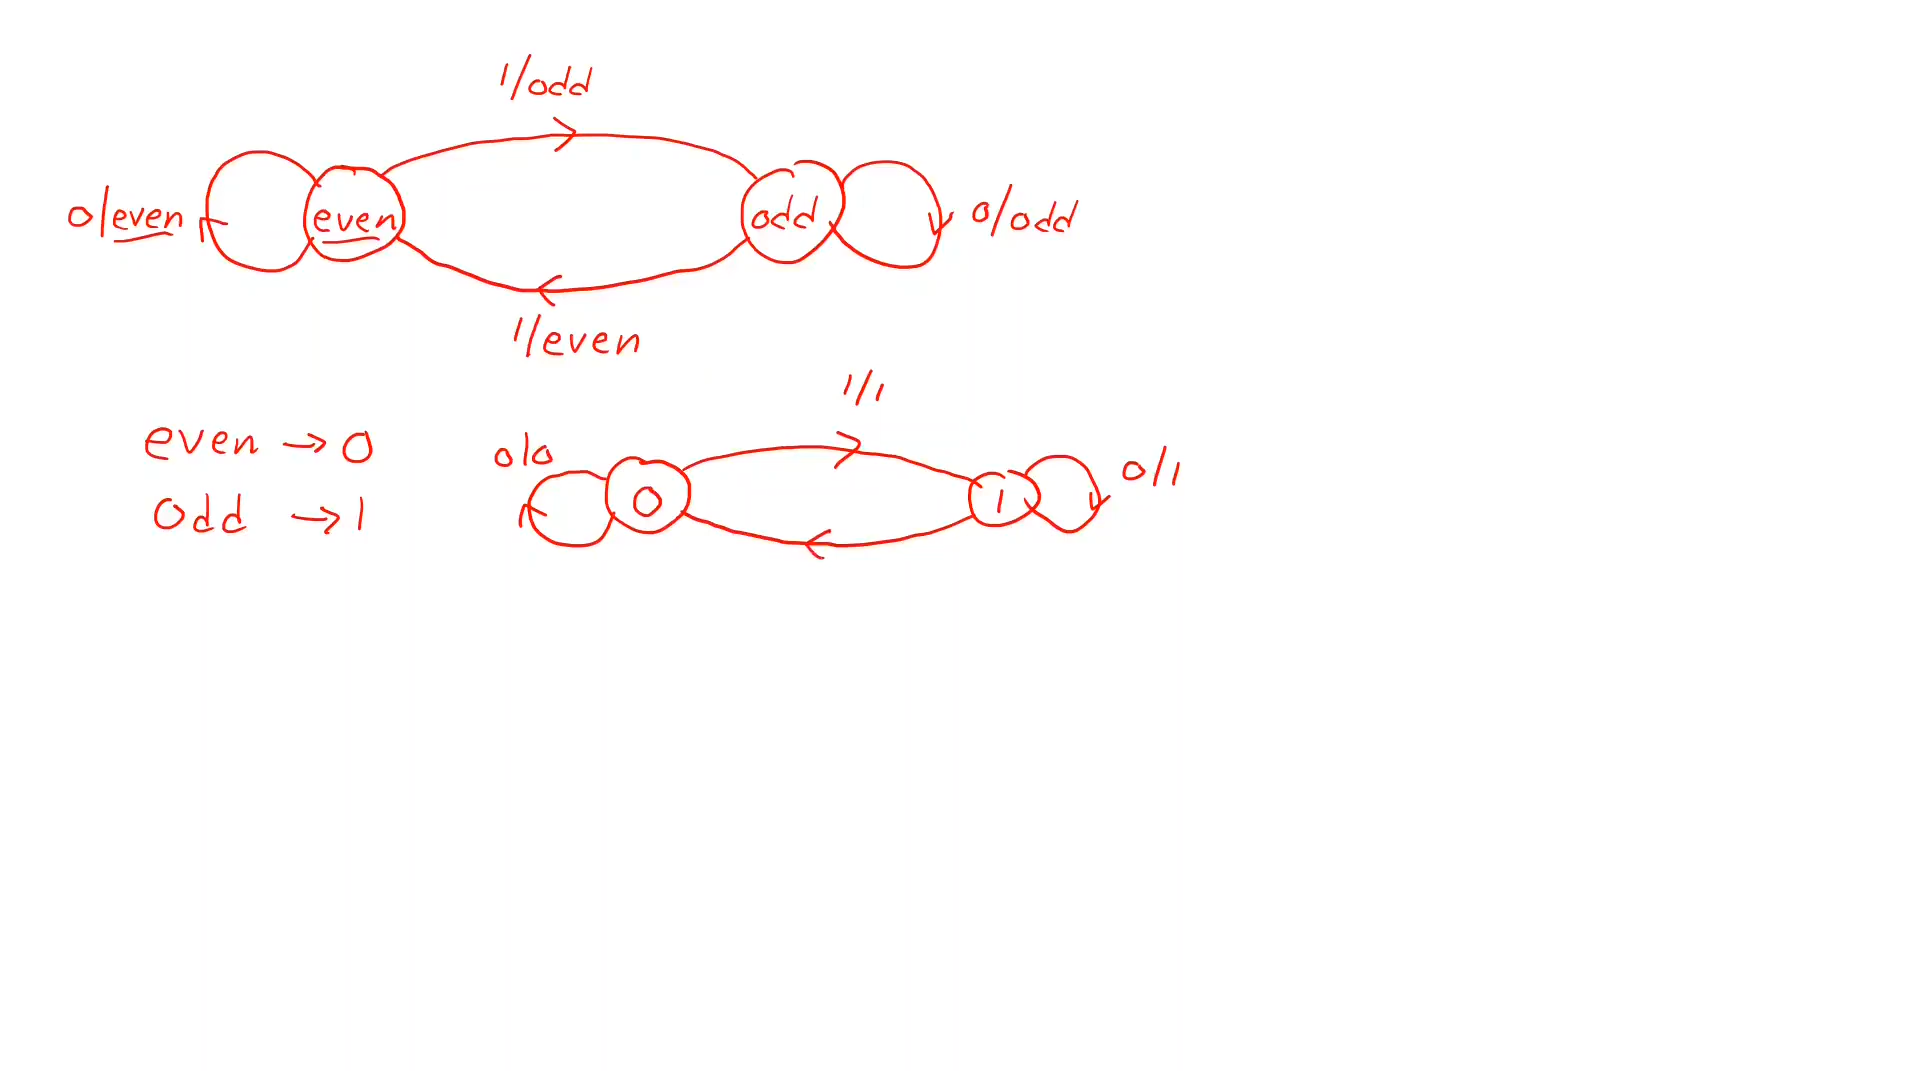 1/odd
0/even
even
odd
0/odd
1/even
1/1
even → 0
0/0
0
1
0/1
odd → 1